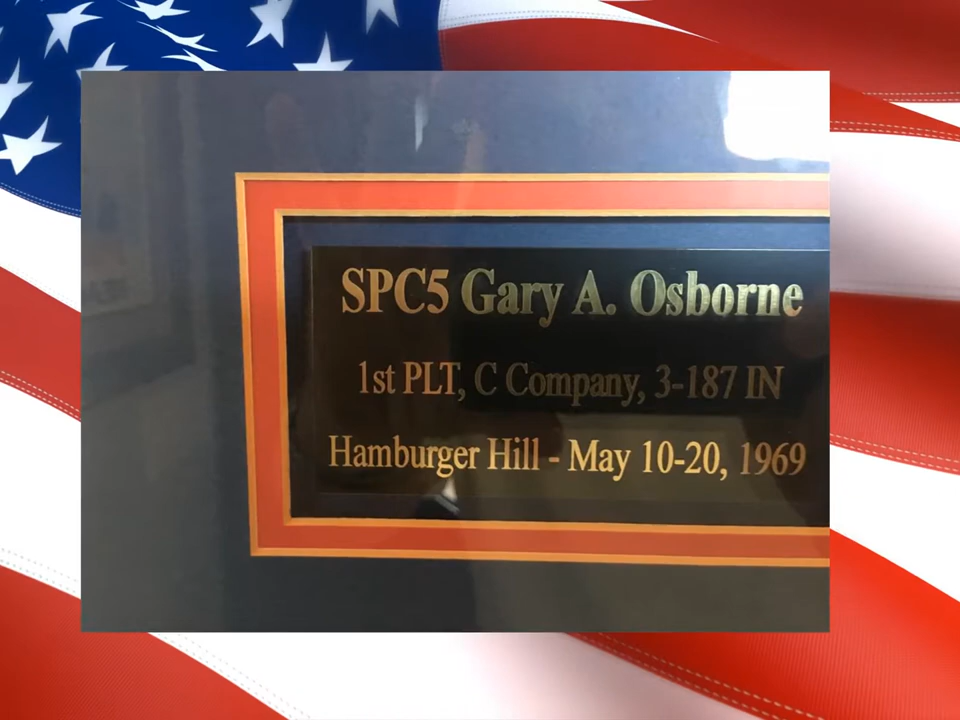 SPC5 Gary A. Osborne
1st PLT, C Company, 3-187 IN
Hamburger Hill - May 10-20, 1969